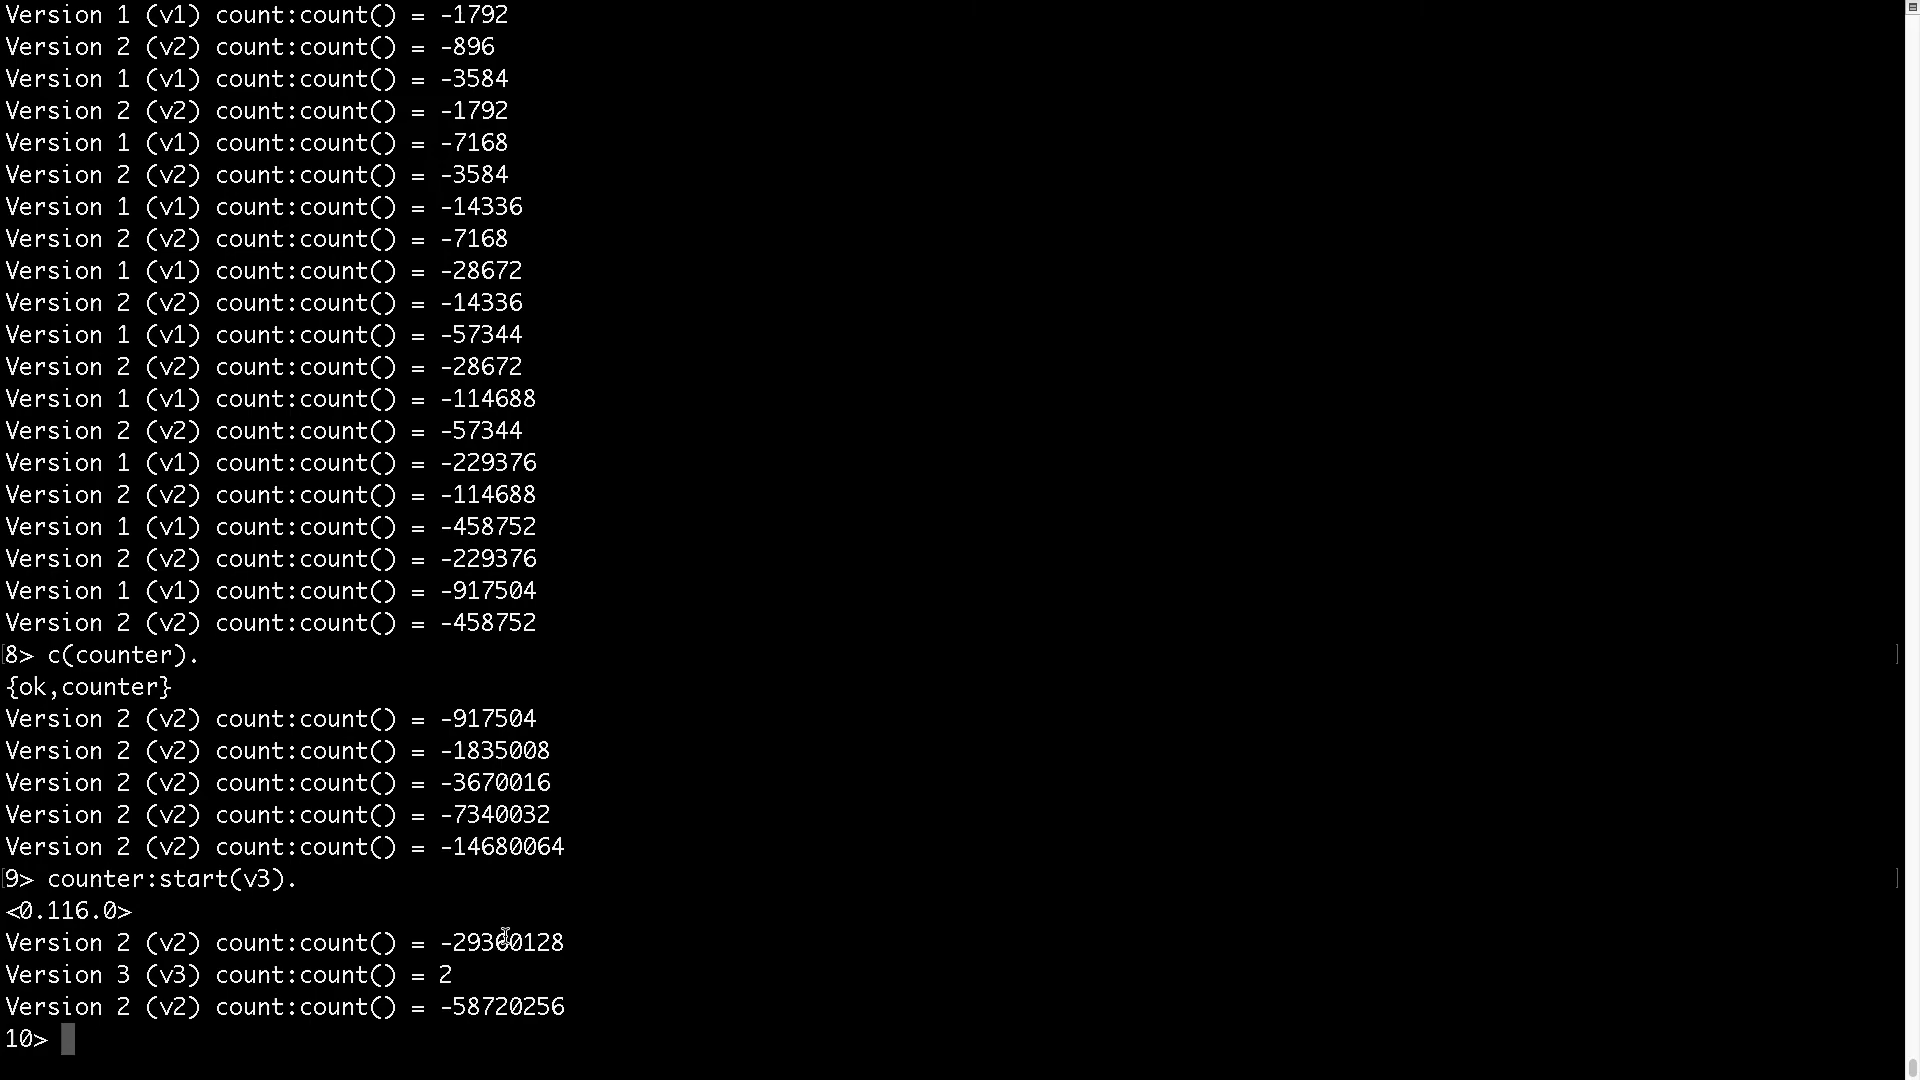 Version 1 (v1) count:count() = -1792
Version 2 (v2) count:count() = -896
Version 1 (v1) count:count() = -3584
Version 2 (v2) count:count() = -1792
Version 1 (v1) count:count() = -7168
Version 2 (v2) count:count() = -3584
Version 1 (v1) count:count() = -14336
Version 2 (v2) count:count() = -7168
Version 1 (v1) count:count() = -28672
Version 2 (v2) count:count() = -14336
Version 1 (v1) count:count() = -57344
Version 2 (v2) count:count() = -28672
Version 1 (v1) count:count() = -114688
Version 2 (v2) count:count() = -57344
Version 1 (v1) count:count() = -229376
Version 2 (v2) count:count() = -114688
Version 1 (v1) count:count() = -458752
Version 2 (v2) count:count() = -229376
Version 1 (v1) count:count() = -917504
Version 2 (v2) count:count() = -458752
[8> c(counter). ]
{ok,counter}
Version 2 (v2) count:count() = -917504
Version 2 (v2) count:count() = -1835008
Version 2 (v2) count:count() = -3670016
Version 2 (v2) count:count() = -7340032
Version 2 (v2) count:count() = -14680064
[9> counter:start(v3). ]
<0.116.0>
Version 2 (v2) count:count() = -29360128
Version 3 (v3) count:count() = 2
Version 2 (v2) count:count() = -58720256
10>